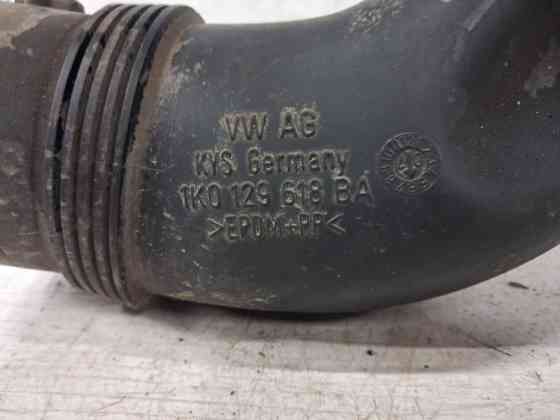 VW AG
KYS. Germany
1K0 129 618 BA
>EPDM+PP<